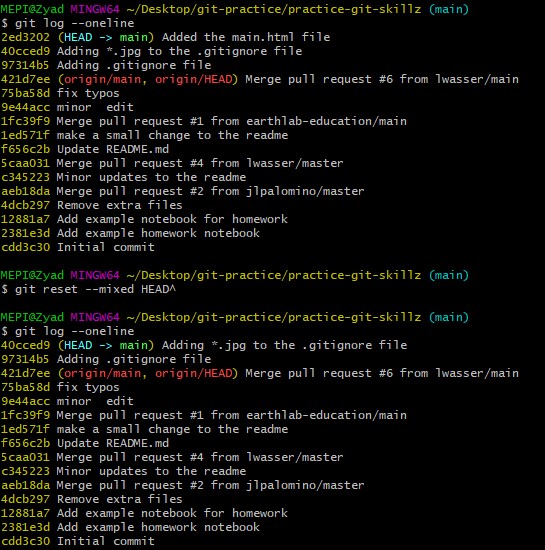 MEPI@Zyad MINGW64 ~/Desktop/git-practice/practice-git-skillz (main)
$ git log --oneline
2ed3202 (HEAD -> main) Added the main.html file
40cced9 Adding *.jpg to the .gitignore file
97314b5 Adding .gitignore file
421d7ee (origin/main, origin/HEAD) Merge pull request #6 from lwasser/main
75ba58d fix typos
9e44acc minor  edit
1fc39f9 Merge pull request #1 from earthlab-education/main
1ed571f make a small change to the readme
f656c2b Update README.md
5caa031 Merge pull request #4 from lwasser/master
c345223 Minor updates to the readme
aeb18da Merge pull request #2 from jlpalomino/master
4dcb297 Remove extra files
12881a7 Add example notebook for homework
2381e3d Add example homework notebook
cdd3c30 Initial commit
MEPI@Zyad MINGW64 ~/Desktop/git-practice/practice-git-skillz (main)
$ git reset --mixed HEAD^
MEPI@Zyad MINGW64 ~/Desktop/git-practice/practice-git-skillz (main)
$ git log --oneline
40cced9 (HEAD -> main) Adding *.jpg to the .gitignore file
97314b5 Adding .gitignore file
421d7ee (origin/main, origin/HEAD) Merge pull request #6 from lwasser/main
75ba58d fix typos
9e44acc minor  edit
1fc39f9 Merge pull request #1 from earthlab-education/main
1ed571f make a small change to the readme
f656c2b Update README.md
5caa031 Merge pull request #4 from lwasser/master
c345223 Minor updates to the readme
aeb18da Merge pull request #2 from jlpalomino/master
4dcb297 Remove extra files
12881a7 Add example notebook for homework
2381e3d Add example homework notebook
cdd3c30 Initial commit